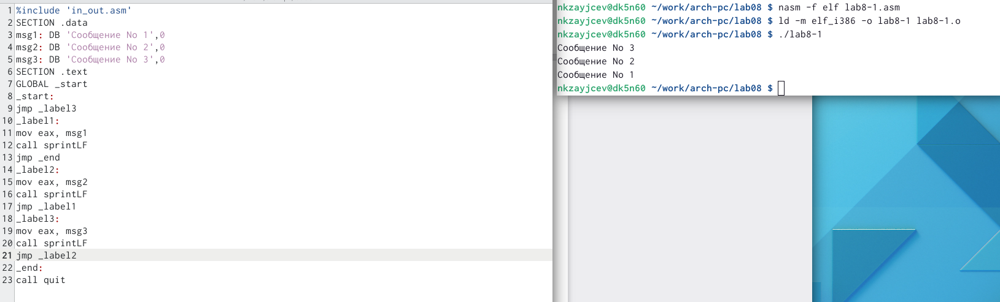 1 %include 'in_out.asm'
2 SECTION .data
3 msg1: DB 'Сообщение No 1',0
4 msg2: DB 'Сообщение No 2',0
5 msg3: DB 'Сообщение No 3',0
6 SECTION .text
7 GLOBAL _start
8 _start:
9 jmp _label3
10 _label1:
11 mov eax, msg1
12 call sprintLF
13 jmp _end
14 _label2:
15 mov eax, msg2
16 call sprintLF
17 jmp _label1
18 _label3:
19 mov eax, msg3
20 call sprintLF
21 jmp _label2
22 _end:
23 call quit
nkzayjcev@dk5n60 ~/work/arch-pc/lab08 $ nasm -f elf lab8-1.asm
nkzayjcev@dk5n60 ~/work/arch-pc/lab08 $ ld -m elf_i386 -o lab8-1 lab8-1.o
nkzayjcev@dk5n60 ~/work/arch-pc/lab08 $ ./lab8-1
Сообщение No 3
Сообщение No 2
Сообщение No 1
nkzayjcev@dk5n60 ~/work/arch-pc/lab08 $